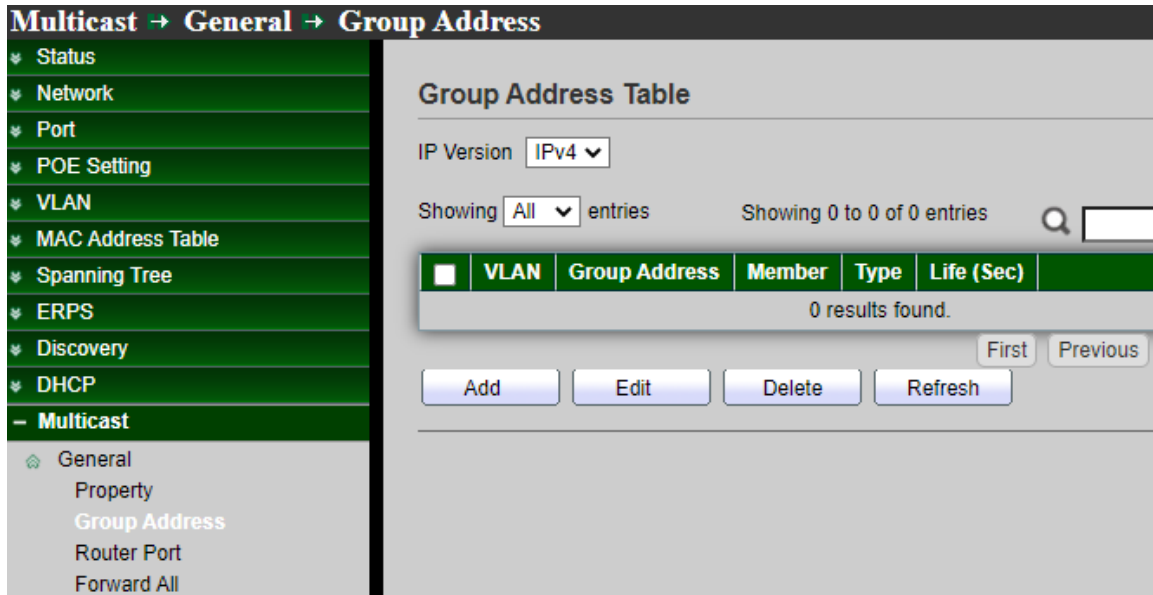 Multicast → General → Group Address
Status
Network
Port
POE Setting
VLAN
MAC Address Table
Spanning Tree
ERPS
Discovery
DHCP
Multicast
General
Property
Group Address
Router Port
Forward All
Group Address Table
IP Version IPv4
Showing All entries Showing 0 to 0 of 0 entries
VLAN Group Address Member Type Life (Sec)
0 results found.
First Previous
Add Edit Delete Refresh